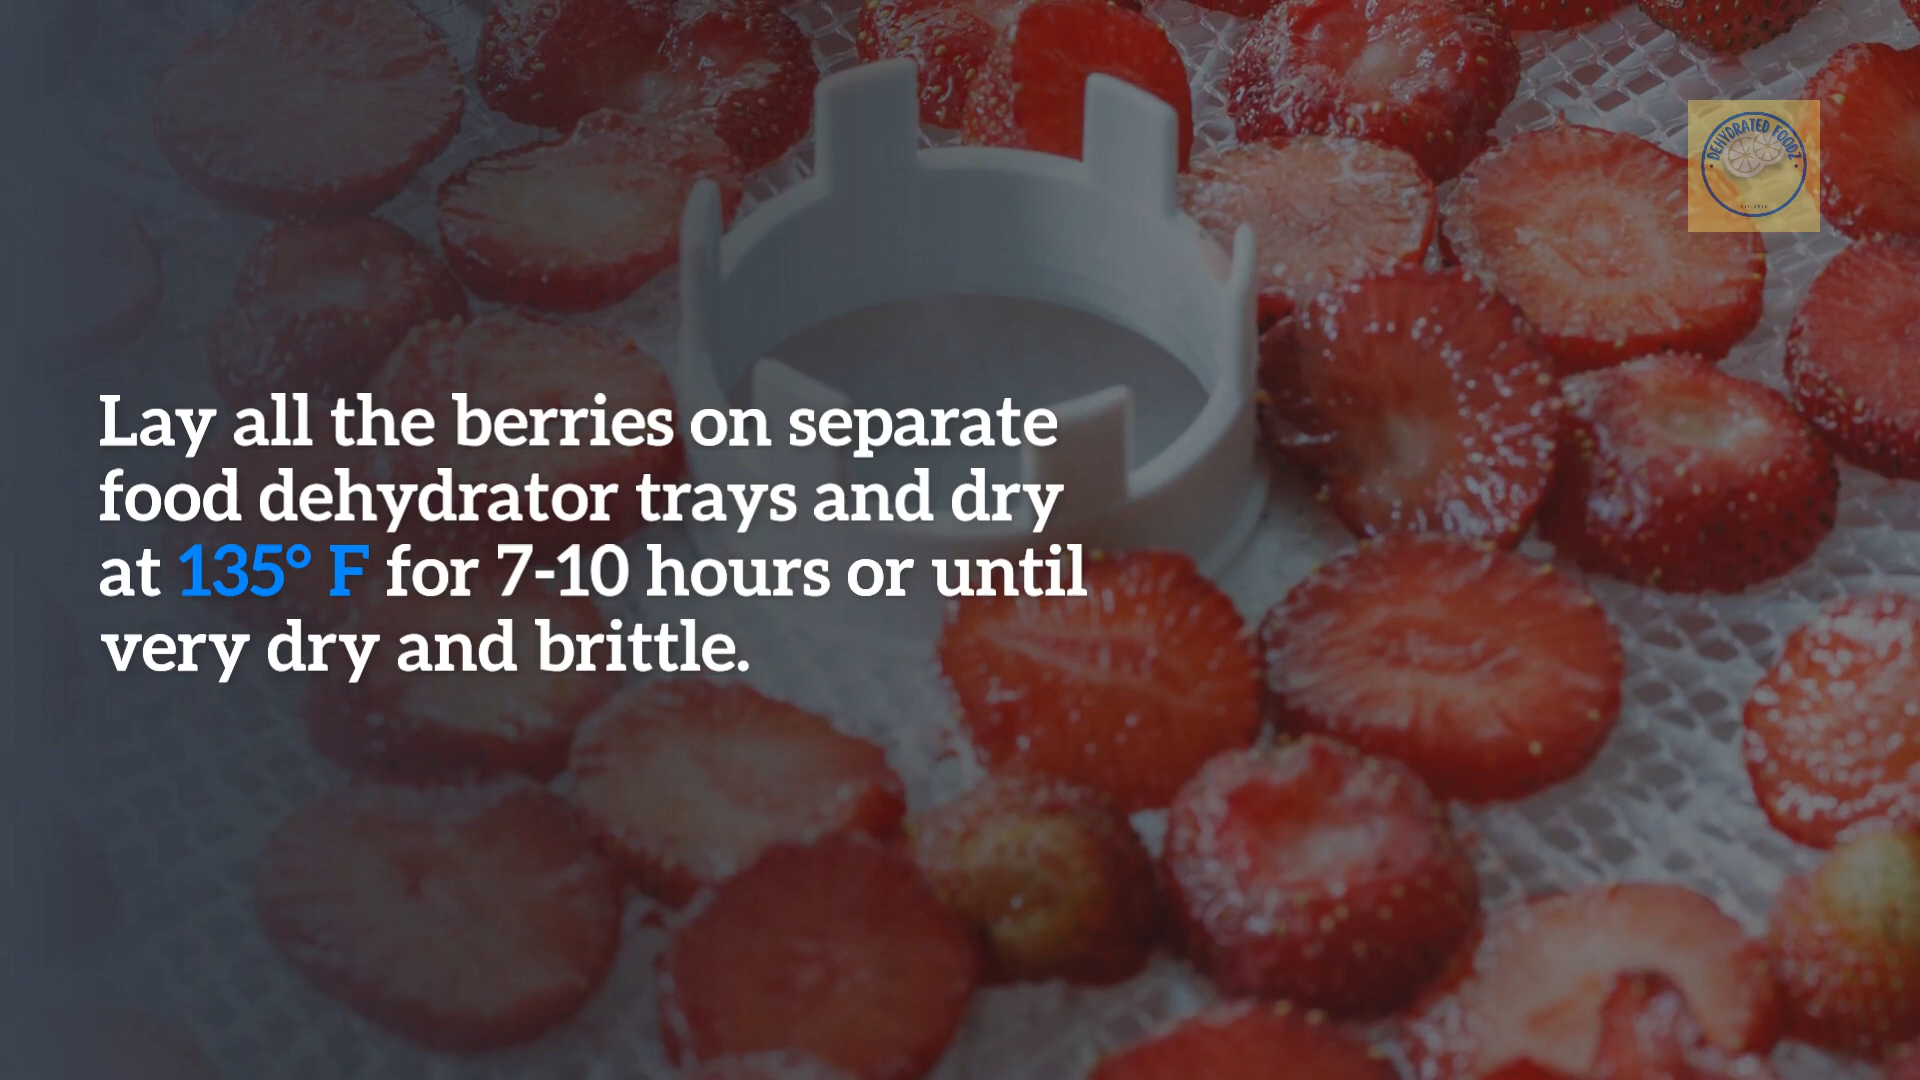 DEHYDRATED FOODZ
Lay all the berries on separate
food dehydrator trays and dry
at 135° F for 7-10 hours or until
very dry and brittle.